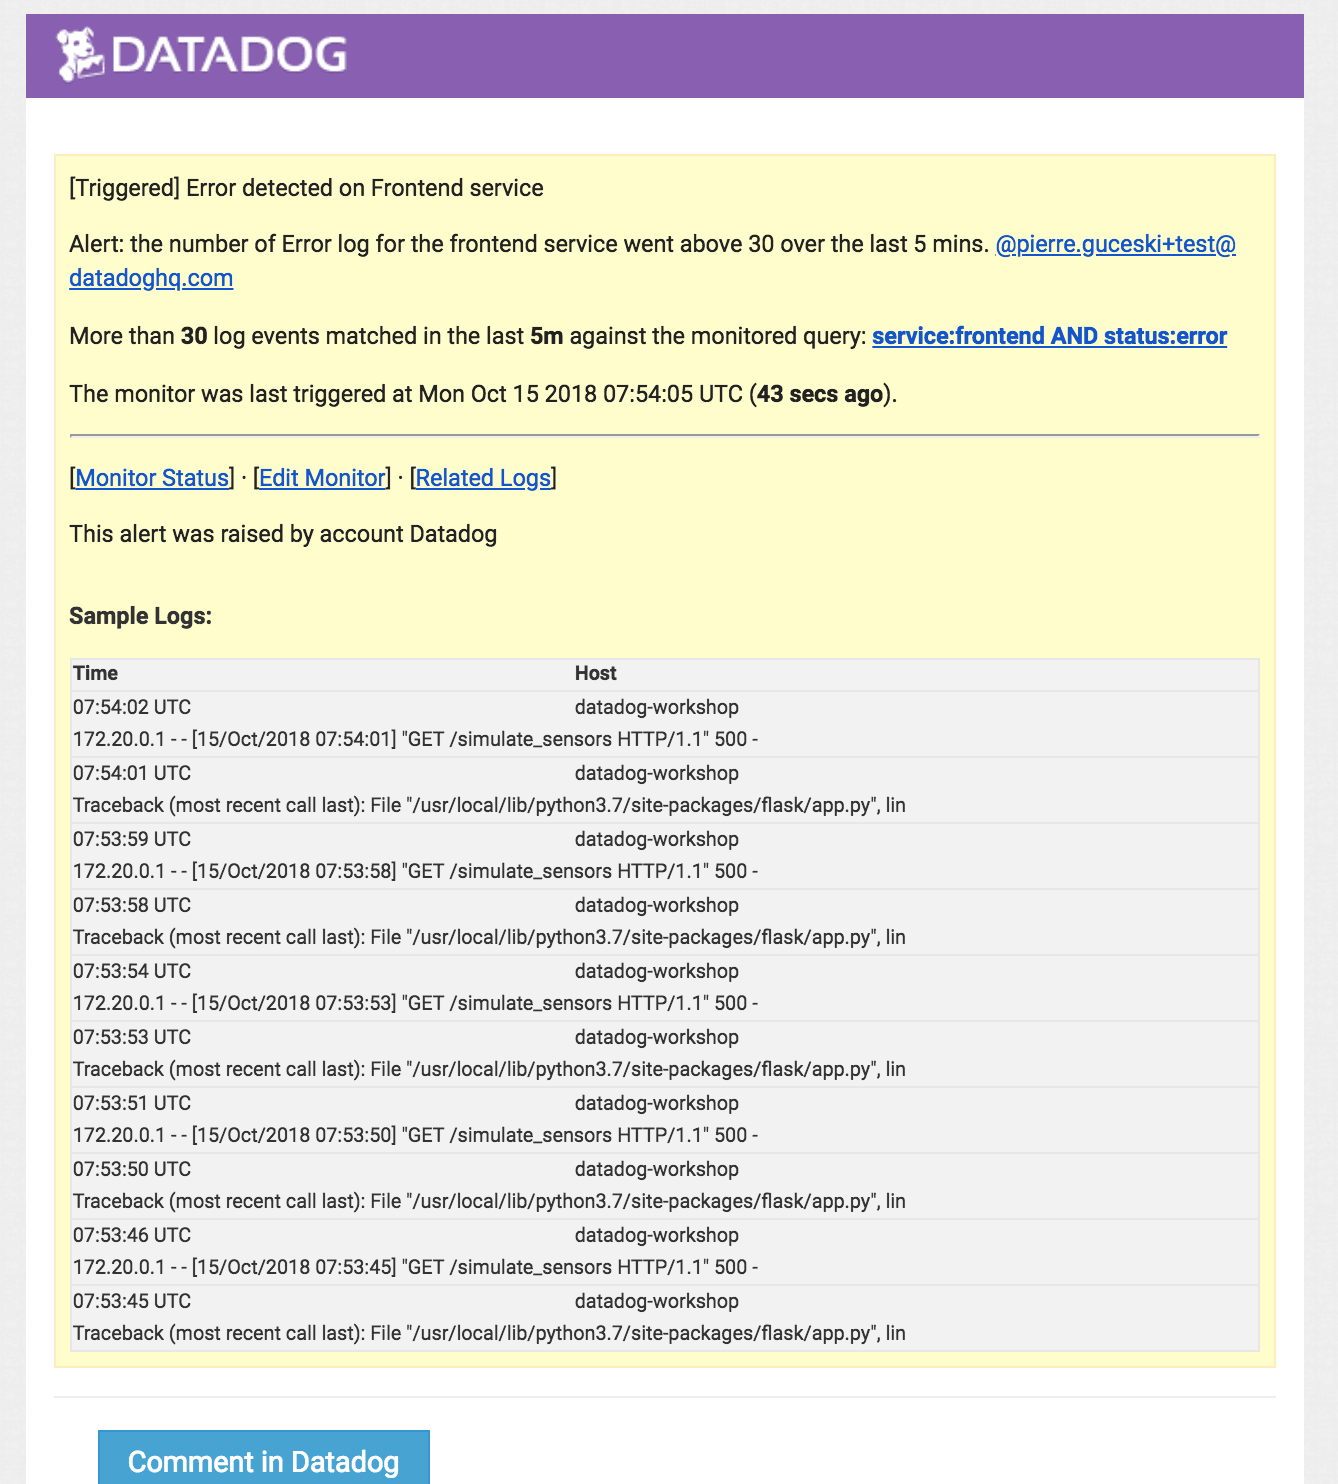 DATADOG
[Triggered] Error detected on Frontend service
Alert: the number of Error log for the frontend service went above 30 over the last 5 mins. @pierre.guceski+test@
datadoghq.com
More than 30 log events matched in the last 5m against the monitored query: service:frontend AND status:error
The monitor was last triggered at Mon Oct 15 2018 07:54:05 UTC (43 secs ago).
[Monitor Status] · [Edit Monitor] · [Related Logs]
This alert was raised by account Datadog
Sample Logs:
Time Host
07:54:02 UTC datadog-workshop
172.20.0.1 - - [15/Oct/2018 07:54:01] "GET /simulate_sensors HTTP/1.1" 500 -
07:54:01 UTC datadog-workshop
Traceback (most recent call last): File "/usr/local/lib/python3.7/site-packages/flask/app.py", lin
07:53:59 UTC datadog-workshop
172.20.0.1 - - [15/Oct/2018 07:53:58] "GET /simulate_sensors HTTP/1.1" 500 -
07:53:58 UTC datadog-workshop
Traceback (most recent call last): File "/usr/local/lib/python3.7/site-packages/flask/app.py", lin
07:53:54 UTC datadog-workshop
172.20.0.1 - - [15/Oct/2018 07:53:53] "GET /simulate_sensors HTTP/1.1" 500 -
07:53:53 UTC datadog-workshop
Traceback (most recent call last): File "/usr/local/lib/python3.7/site-packages/flask/app.py", lin
07:53:51 UTC datadog-workshop
172.20.0.1 - - [15/Oct/2018 07:53:50] "GET /simulate_sensors HTTP/1.1" 500 -
07:53:50 UTC datadog-workshop
Traceback (most recent call last): File "/usr/local/lib/python3.7/site-packages/flask/app.py", lin
07:53:46 UTC datadog-workshop
172.20.0.1 - - [15/Oct/2018 07:53:45] "GET /simulate_sensors HTTP/1.1" 500 -
07:53:45 UTC datadog-workshop
Traceback (most recent call last): File "/usr/local/lib/python3.7/site-packages/flask/app.py", lin
Comment in Datadog